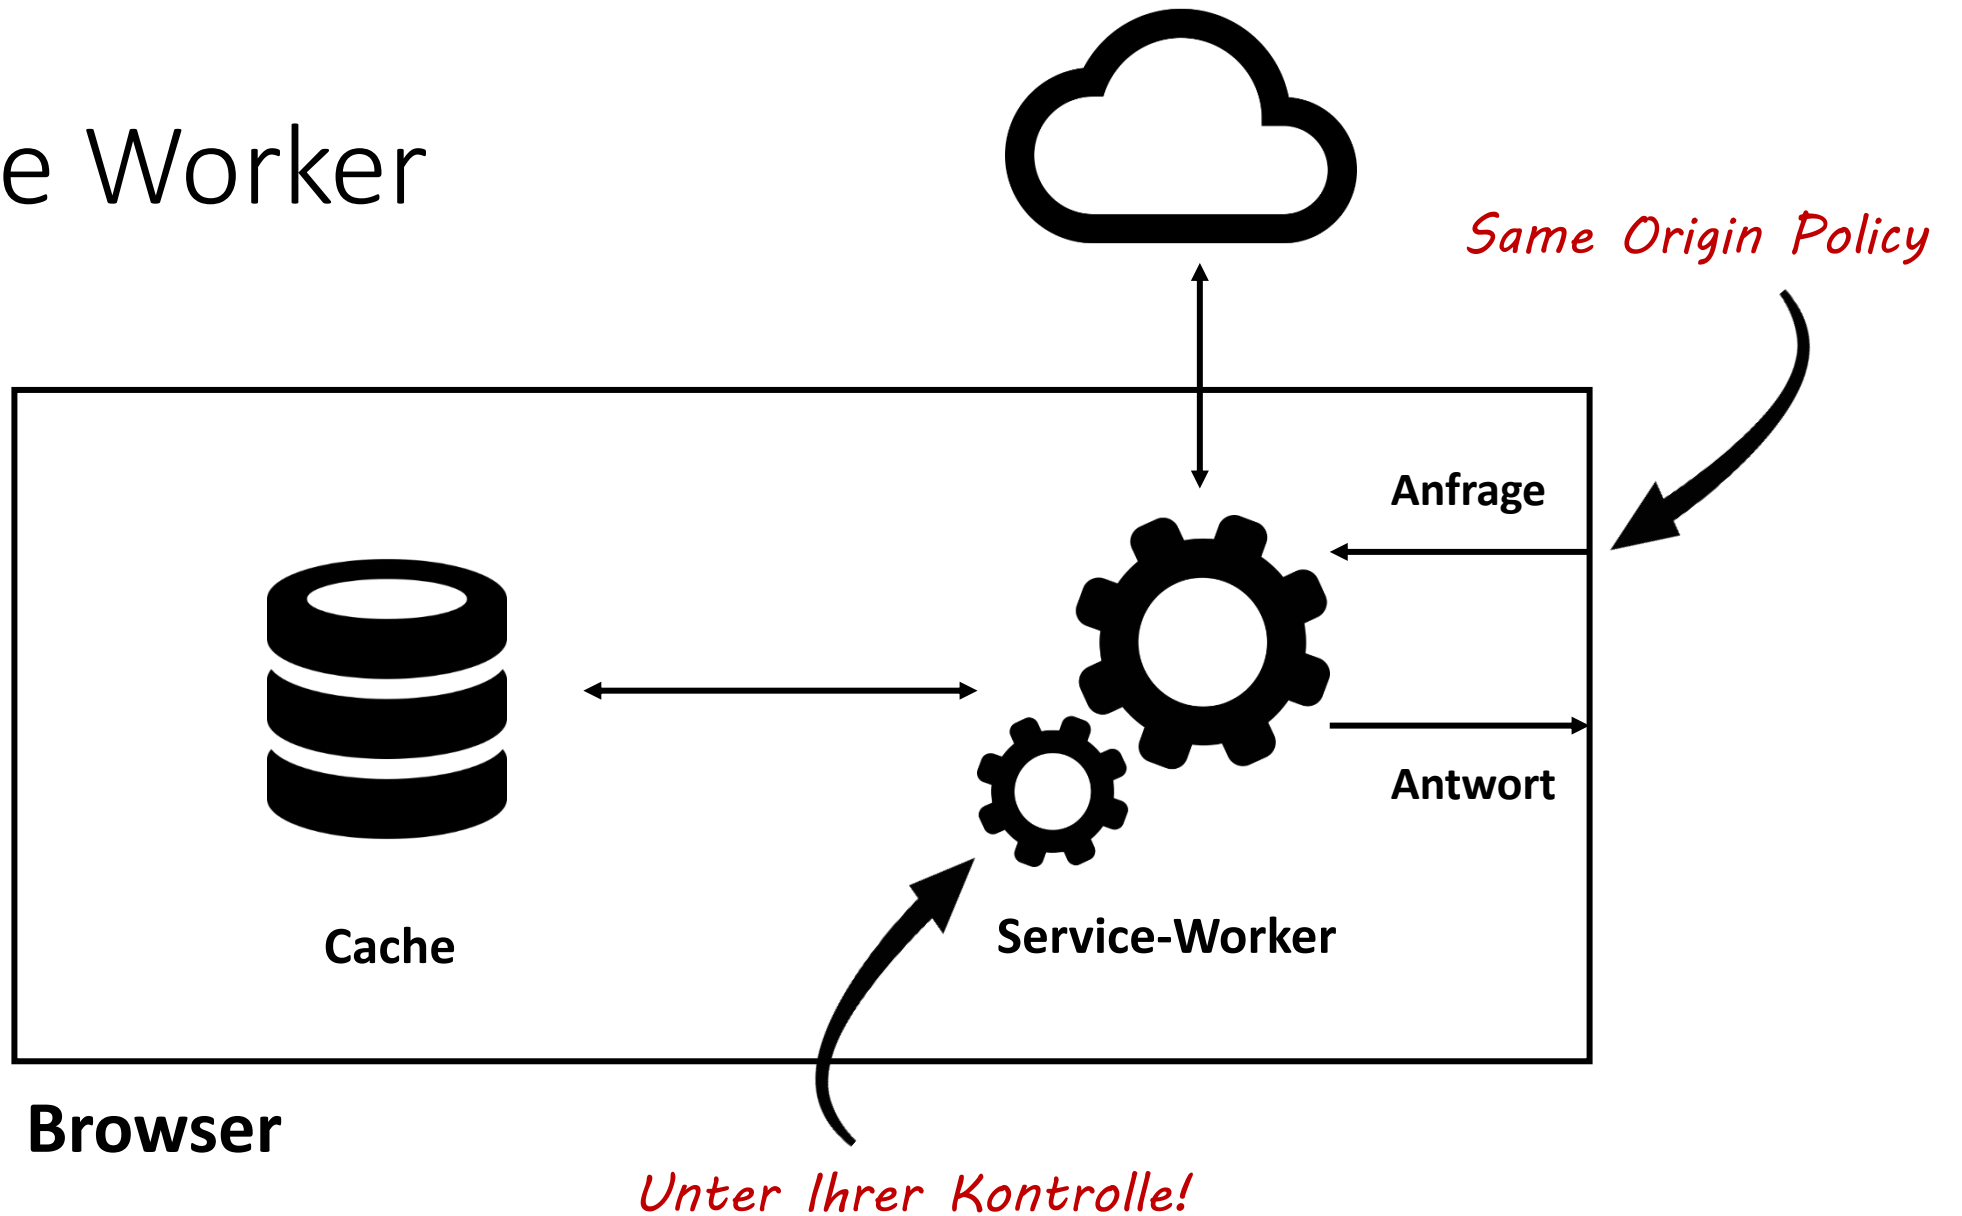 e Worker
Same Origin Policy
Anfrage
Antwort
Cache
Service-Worker
Browser
Unter Ihrer Kontrolle!